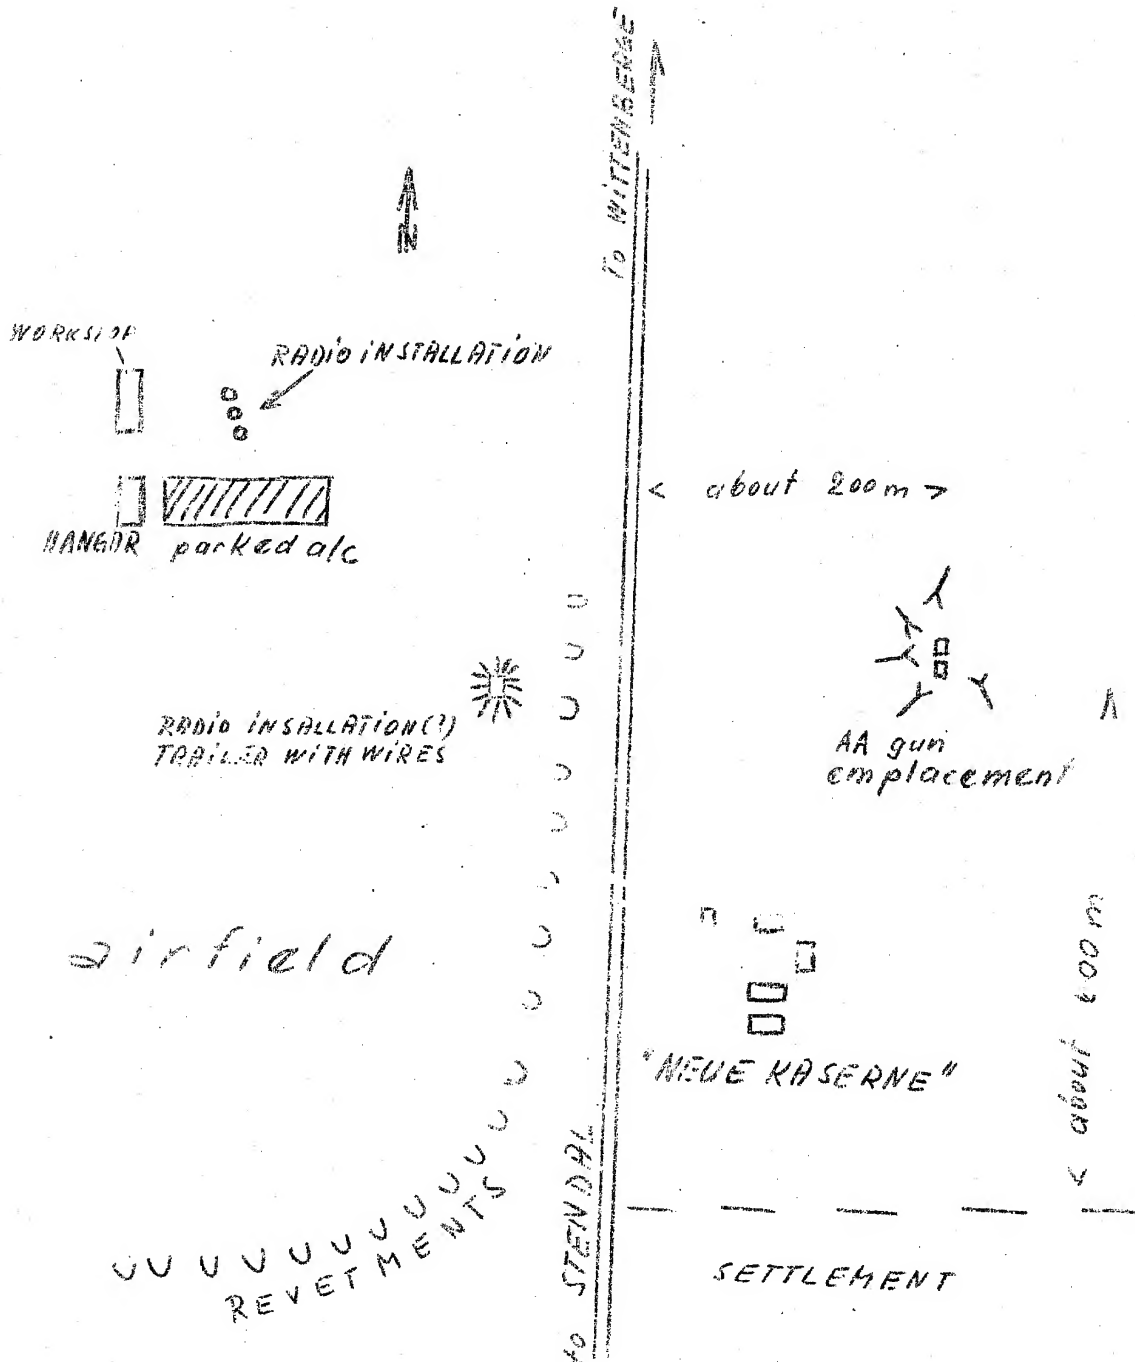 To WITTENBERGE
N
WORKSHOP
RADIO INSTALLATION
< about 200m >
HANGAR parked a/c
RADIO INSALLATION(?)
TRAILER WITH WIRES
AA gun
emplacement
airfield
"NEUE KASERNE"
< about 400m >
REVETMENTS
to STENDAL
SETTLEMENT